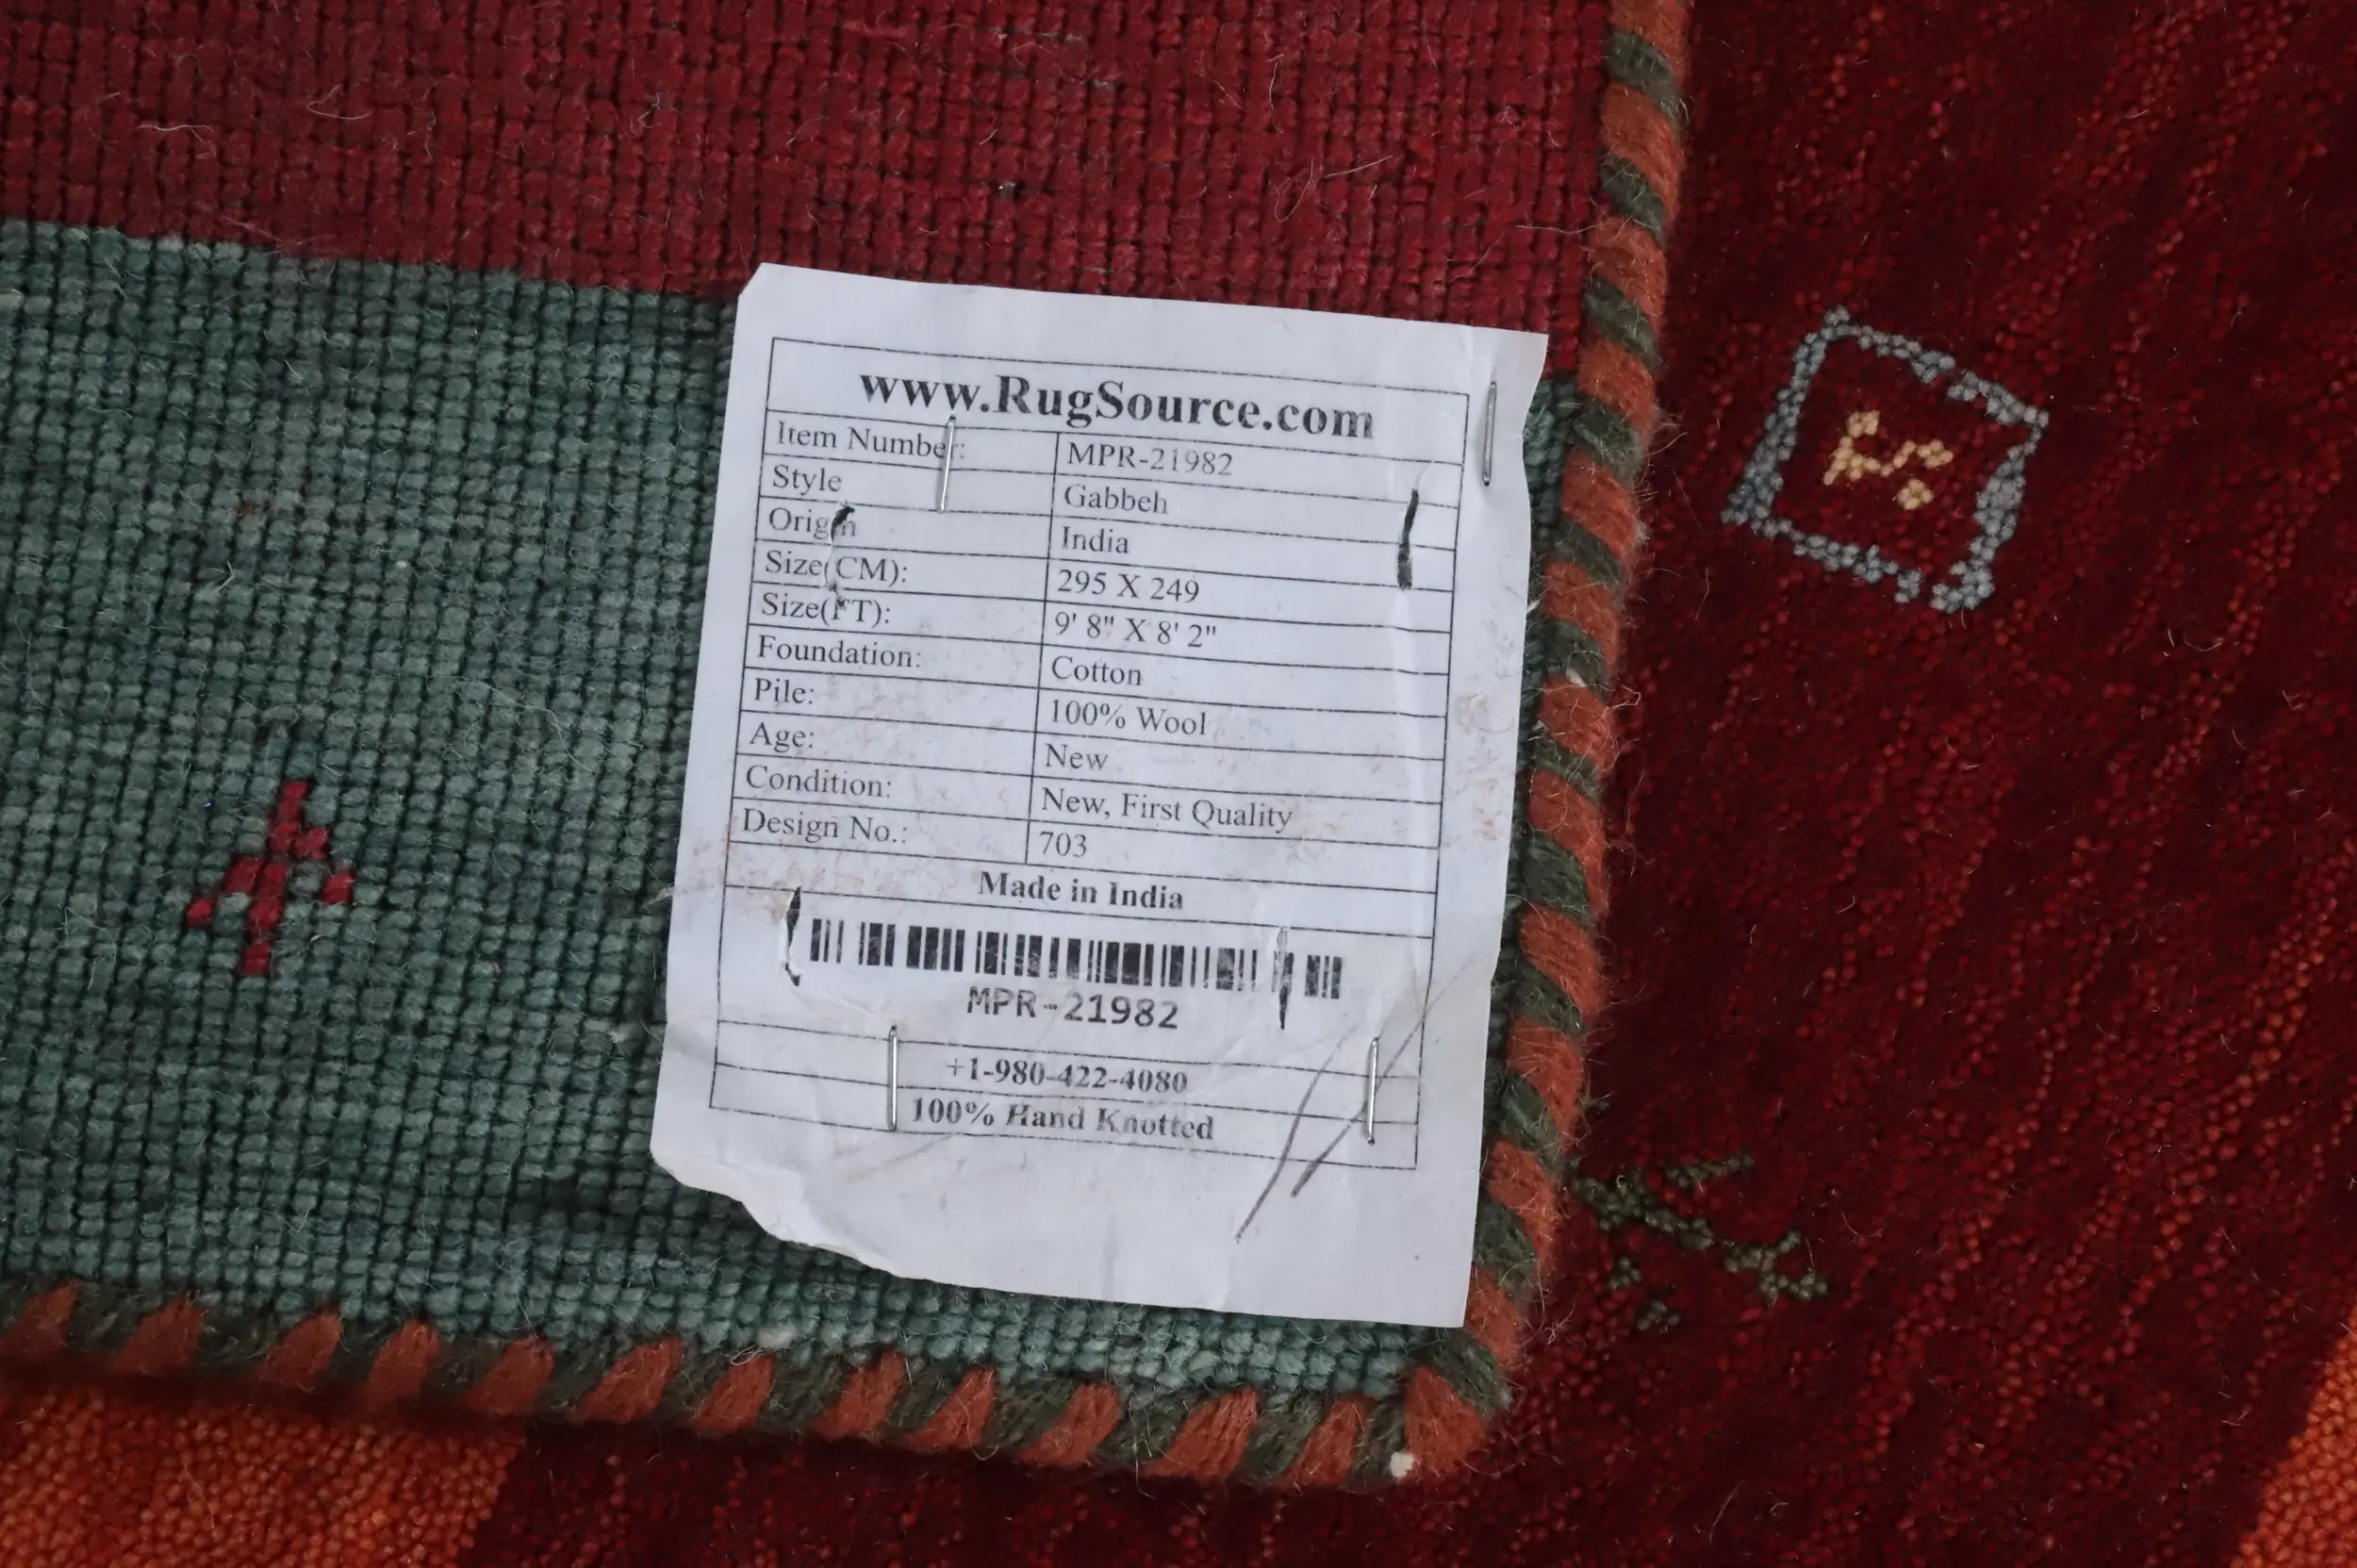 www.RugSource.com
Item Number: MPR-21982
Style Gabbeh
Origin India
Size(CM): 295 X 249
Size(FT): 9' 8" X 8' 2"
Foundation: Cotton
Pile: 100% Wool
Age: New
Condition: New, First Quality
Design No.: 703
Made in India
MPR-21982
+1-980-422-4080
100% Hand Knotted